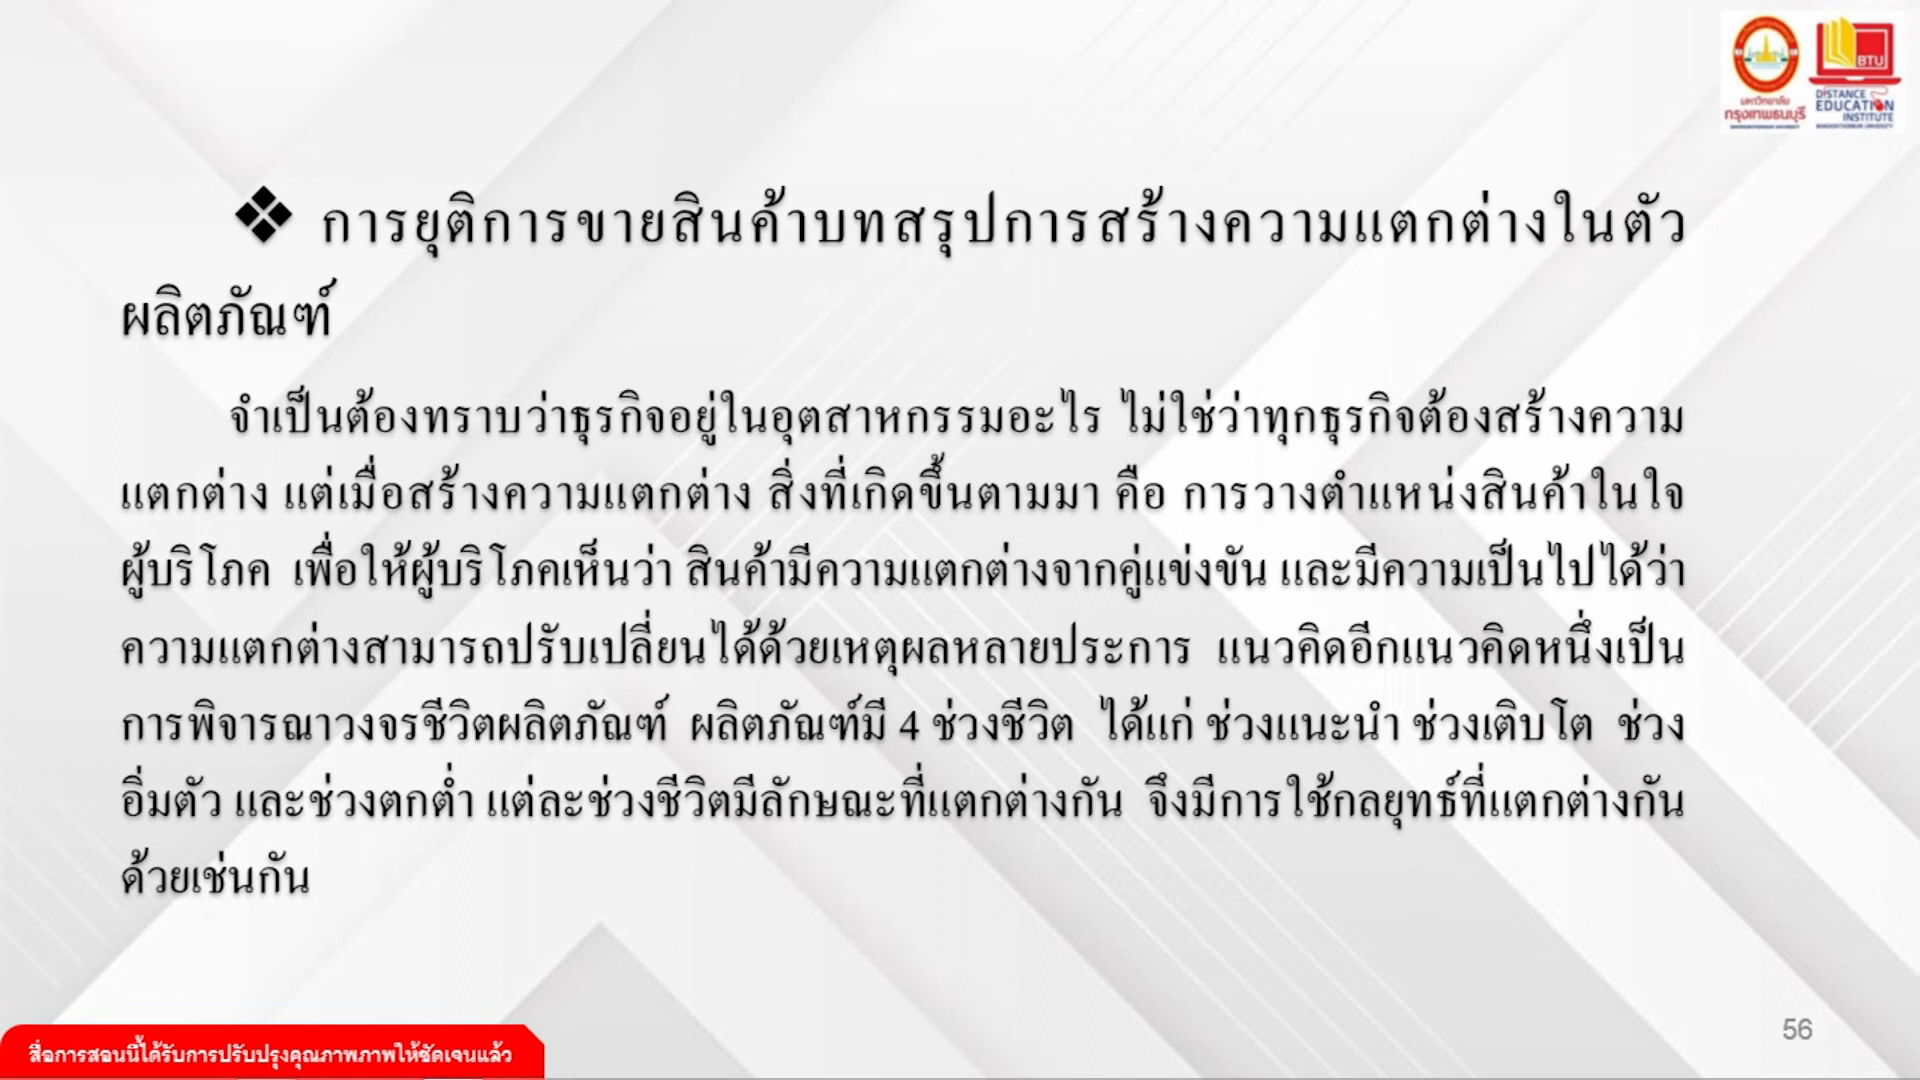 มหาวิทยาลัย
กรุงเทพธนบุรี
BTU
DISTANCE
EDUCATION
INSTITUTE
❖ การยุติการขายสินค้าบทสรุปการสร้างความแตกต่างในตัว
ผลิตภัณฑ์
จำเป็นต้องทราบว่าธุรกิจอยู่ในอุตสาหกรรมอะไร ไม่ใช่ว่าทุกธุรกิจต้องสร้างความ
แตกต่าง แต่เมื่อสร้างความแตกต่าง สิ่งที่เกิดขึ้นตามมา คือ การวางตำแหน่งสินค้าในใจ
ผู้บริโภค เพื่อให้ผู้บริโภคเห็นว่า สินค้ามีความแตกต่างจากคู่แข่งขัน และมีความเป็นไปได้ว่า
ความแตกต่างสามารถปรับเปลี่ยนได้ด้วยเหตุผลหลายประการ แนวคิดอีกแนวคิดหนึ่งเป็น
การพิจารณาวงจรชีวิตผลิตภัณฑ์ ผลิตภัณฑ์มี 4 ช่วงชีวิต ได้แก่ ช่วงแนะนำ ช่วงเติบโต ช่วง
อิ่มตัว และช่วงตกต่ำ แต่ละช่วงชีวิตมีลักษณะที่แตกต่างกัน จึงมีการใช้กลยุทธ์ที่แตกต่างกัน
ด้วยเช่นกัน
56
สื่อการสอนนี้ได้รับการปรับปรุงคุณภาพภาพให้ชัดเจนแล้ว